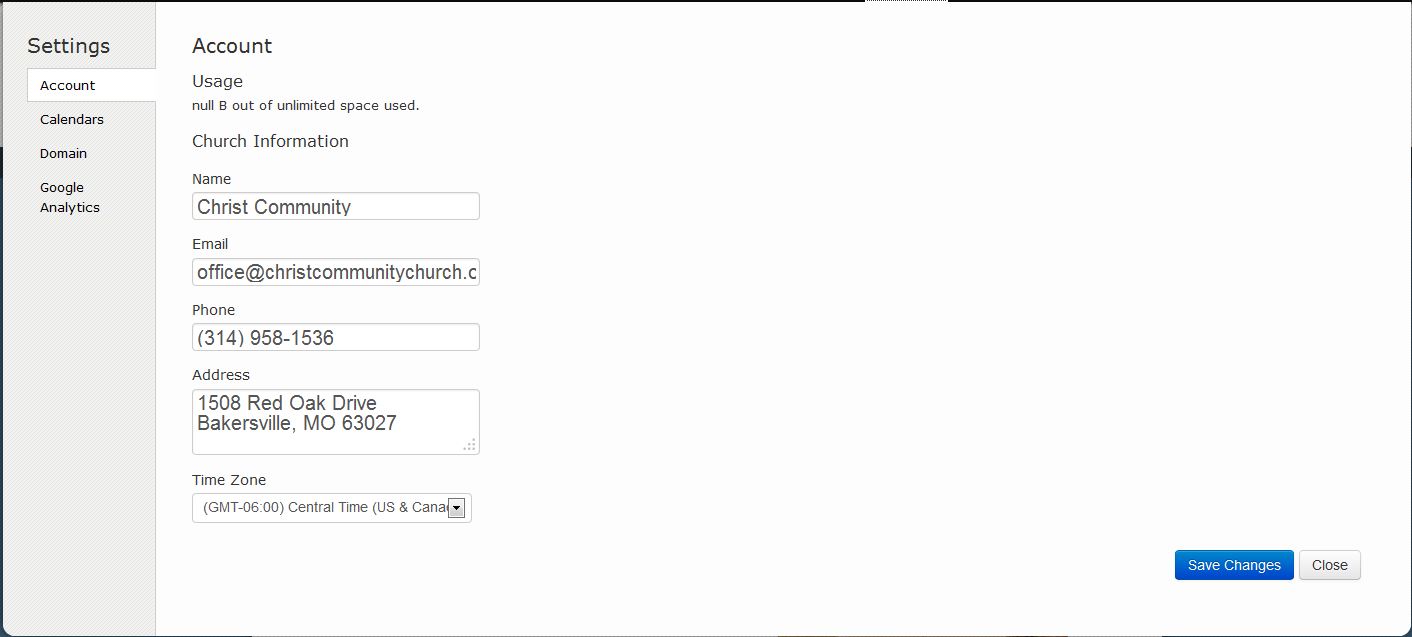 Settings
Account
Calendars
Domain
Google
Analytics
Account
Usage
null B out of unlimited space used.
Church Information
Name
Christ Community
Email
office@christcommunitychurch.c
Phone
(314) 958-1536
Address
1508 Red Oak Drive
Bakersville, MO 63027
Time Zone
(GMT-06:00) Central Time (US & Cana
Save Changes
Close